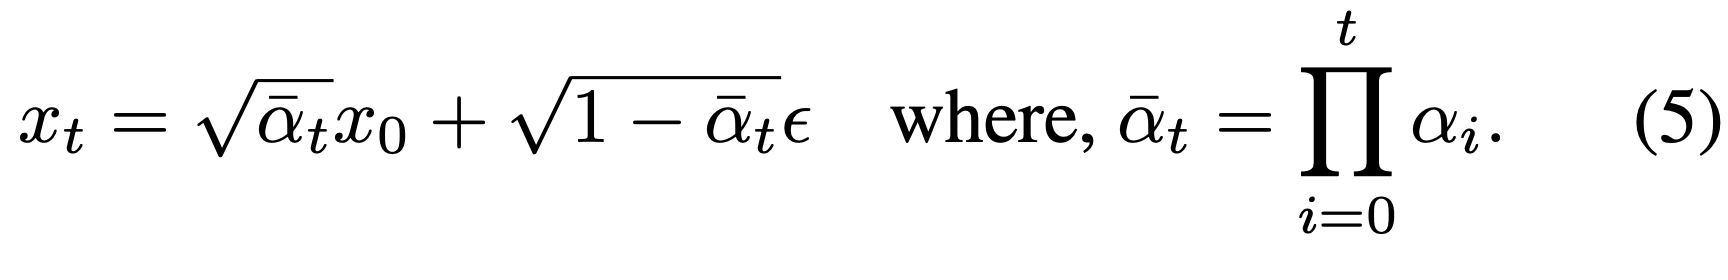 x_t = \sqrt{\bar{\alpha}_t} x_0 + \sqrt{1 - \bar{\alpha}_t} \epsilon \quad \text{where, } \bar{\alpha}_t = \prod_{i=0}^{t} \alpha_i. \quad (5)